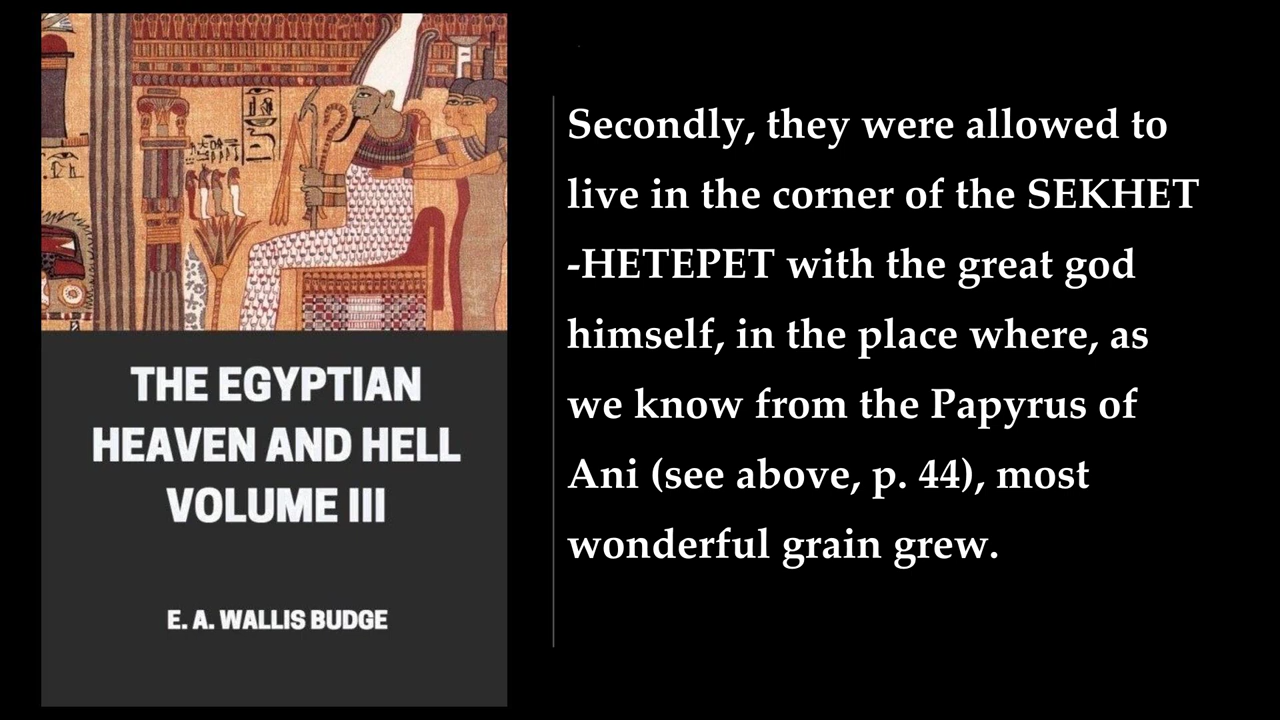 THE EGYPTIAN
HEAVEN AND HELL
VOLUME III
E. A. WALLIS BUDGE
Secondly, they were allowed to
live in the corner of the SEKHET
-HETEPET with the great god
himself, in the place where, as
we know from the Papyrus of
Ani (see above, p. 44), most
wonderful grain grew.